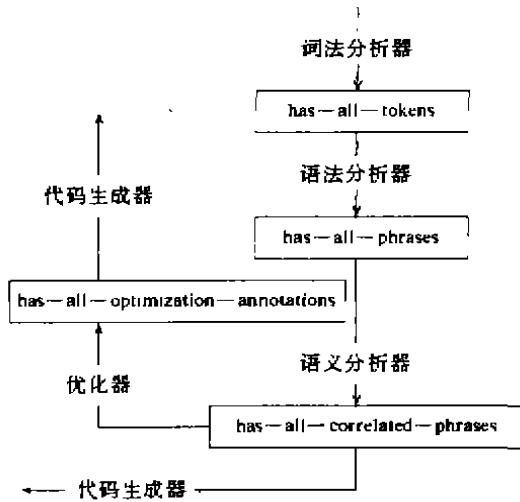 词法分析器
has-all-tokens
语法分析器
代码生成器
has-all-phrases
has-all-optimization-annotations
语义分析器
优化器
has-all-correlated-phrases
代码生成器